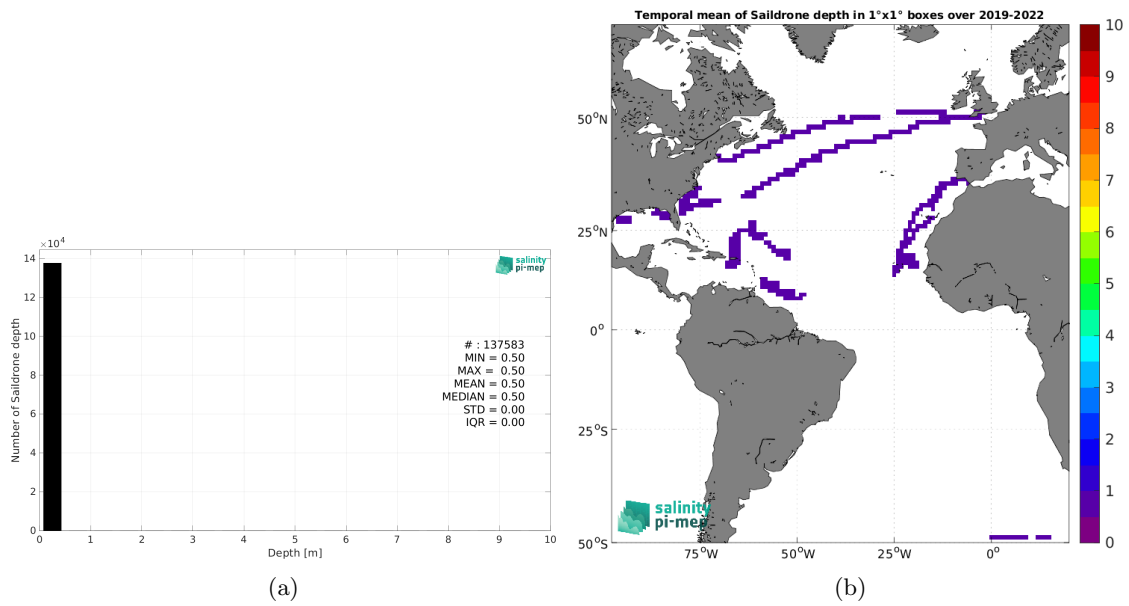 ×10⁴
14
12
10
8
6
4
2
0
Number of Saildrone depth
salinity
pi-mep
# : 137583
MIN = 0.50
MAX = 0.50
MEAN = 0.50
MEDIAN = 0.50
STD = 0.00
IQR = 0.00
0 1 2 3 4 5 6 7 8 9 10
Depth [m]
(a)
Temporal mean of Saildrone depth in 1°x1° boxes over 2019-2022
50°N
25°N
0°
25°S
50°S
75°W 50°W 25°W 0°
salinity
pi-mep
10
9
8
7
6
5
4
3
2
1
0
(b)